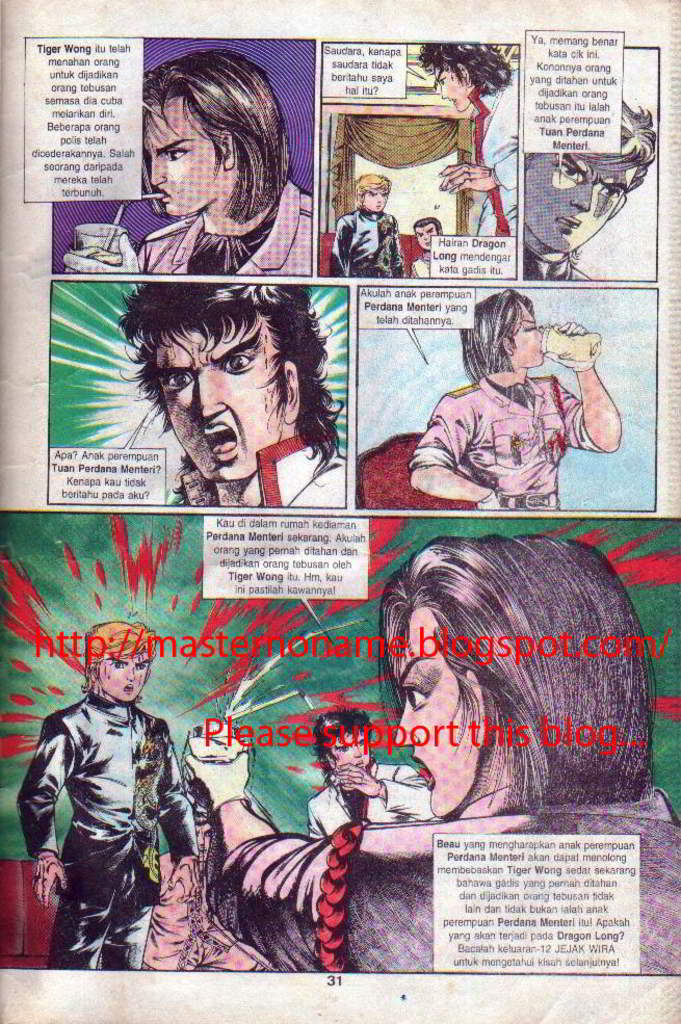 Tiger Wong itu telah
menahan orang
untuk dijadikan
orang tebusan
semasa dia cuba
melarikan diri.
Beberapa orang
polis telah
dicederakannya. Salah
seorang daripada
mereka telah
terbunuh.
Saudara, kenapa
saudara tidak
beritahu saya
hal itu?
Hairan Dragon
Long mendengar
kata gadis itu
Ya, memang benar
kata cik ini.
Kononnya orang
yang ditahan untuk
dijadikan orang
tebusan itu ialah
anak perempuan
Tuan Perdana
Menteri.
Apa? Anak perempuan
Tuan Perdana Menteri?
Kenapa kau tidak
beritahu pada aku?
Akulah anak perempuan
Perdana Menteri yang
telah ditahannya.
Kau di dalam rumah kediaman
Perdana Menteri sekarang. Akulah
orang yang pernah ditahan dan
dijadikan orang tebusan oleh
Tiger Wong itu. Hm, kau
ini pastilah kawannya!
http://masternoname.blogspot.com/
Please support this blog...
Beau yang mengharapkan anak perempuan
Perdana Menteri akan dapat menolong
membebaskan Tiger Wong sedar sekarang
bahawa gadis yang pernah ditahan
dan dijadikan orang tebusan itu tidak
lain dan tidak bukan ialah anak
perempuan Perdana Menteri itu! Apakah
yang akan terjadi pada Dragon Long?
Bacalah keluaran-12 JEJAK WIRA
untuk mengetahui kisah selanjutnya!
31